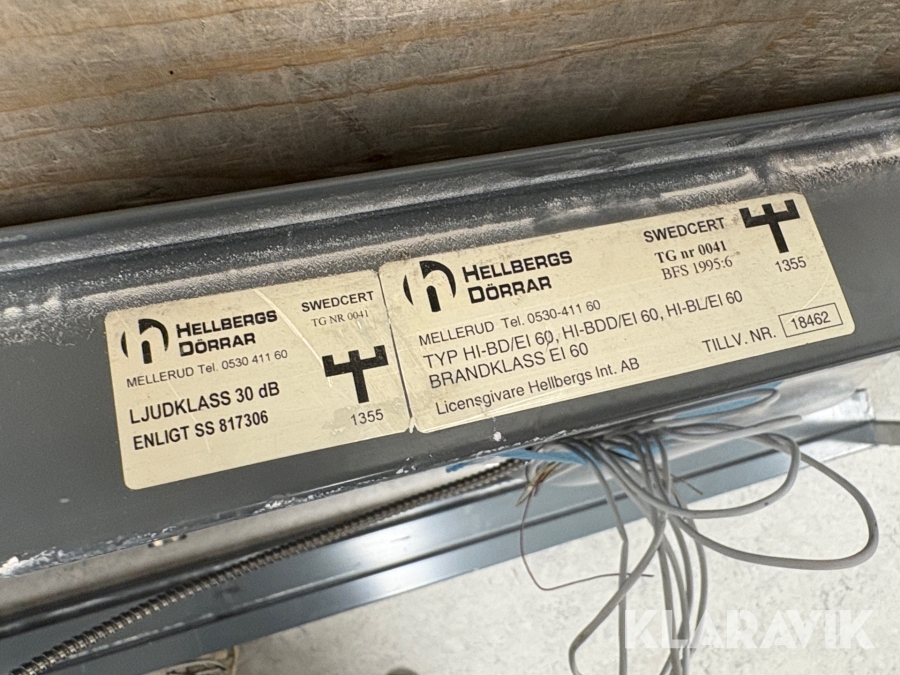 HELLBERGS
DÖRRAR
SWEDCERT
TG NR 0041
MELLERUD Tel. 0530 411 60
LJUDKLASS 30 dB
ENLIGT SS 817306
1355
HELLBERGS
DÖRRAR
SWEDCERT
TG nr 0041
BFS 1995:6
1355
MELLERUD Tel. 0530-411 60
TYP HI-BD/EI 60, HI-BDD/EI 60, HI-BL/EI 60
BRANDKLASS EI 60
TILLV. NR. 18462
Licensgivare Hellbergs Int. AB
KLARAVIK